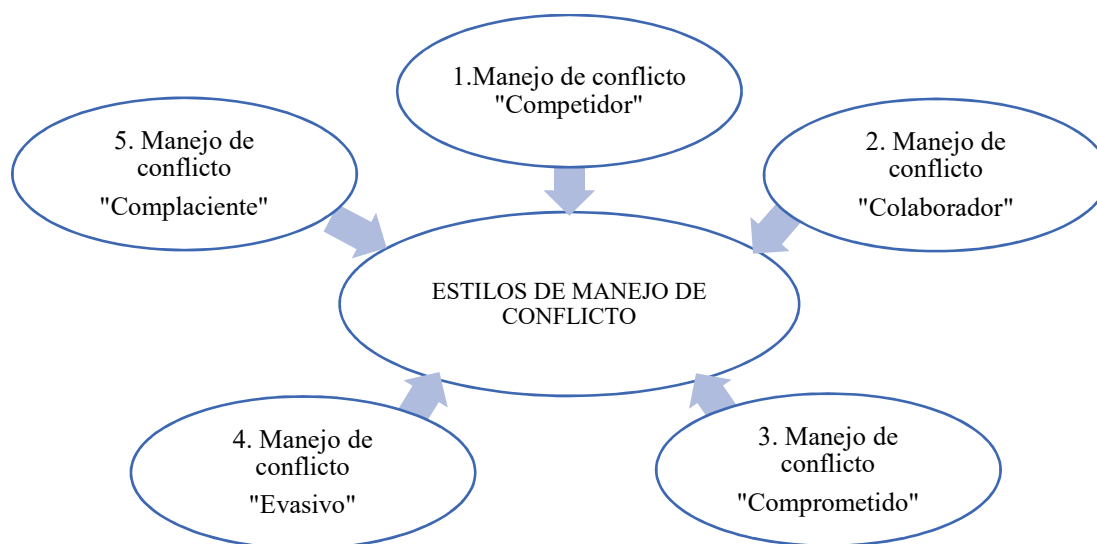 1.Manejo de conflicto
"Competidor"
2. Manejo de
conflicto
"Colaborador"
3. Manejo de
conflicto
"Comprometido"
4. Manejo de
conflicto
"Evasivo"
5. Manejo de
conflicto
"Complaciente"
ESTILOS DE MANEJO DE
CONFLICTO